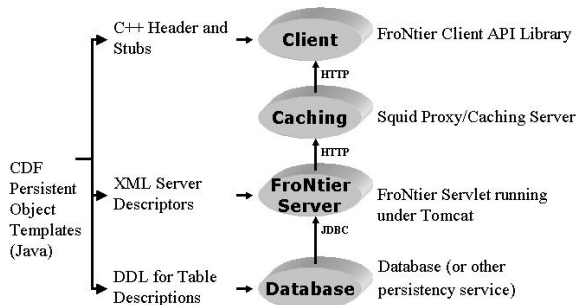 C++ Header and
Stubs
Client
FroNtier Client API Library
HTTP
Caching
Squid Proxy/Caching Server
HTTP
CDF
Persistent
Object
Templates
(Java)
XML Server
Descriptors
FroNtier
Server
FroNtier Servlet running
under Tomcat
JDBC
DDL for Table
Descriptions
Database
Database (or other
persistency service)